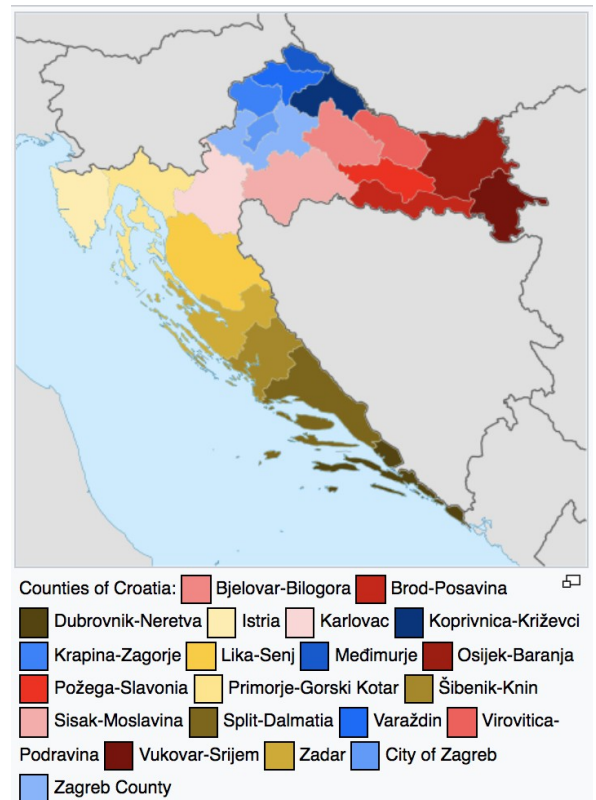 Counties of Croatia: Bjelovar-Bilogora Brod-Posavina
Dubrovnik-Neretva Istria Karlovac Koprivnica-Križevci
Krapina-Zagorje Lika-Senj Međimurje Osijek-Baranja
Požega-Slavonia Primorje-Gorski Kotar Šibenik-Knin
Sisak-Moslavina Split-Dalmatia Varaždin Virovitica-
Podravina Vukovar-Srijem Zadar City of Zagreb
Zagreb County